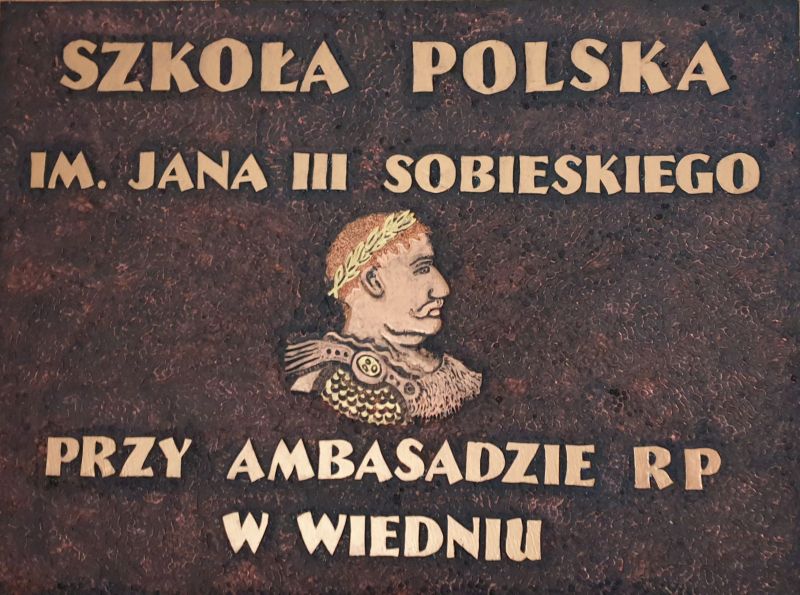 SZKOŁA POLSKA
IM. JANA III SOBIESKIEGO
PRZY AMBASADZIE RP
W WIEDNIU